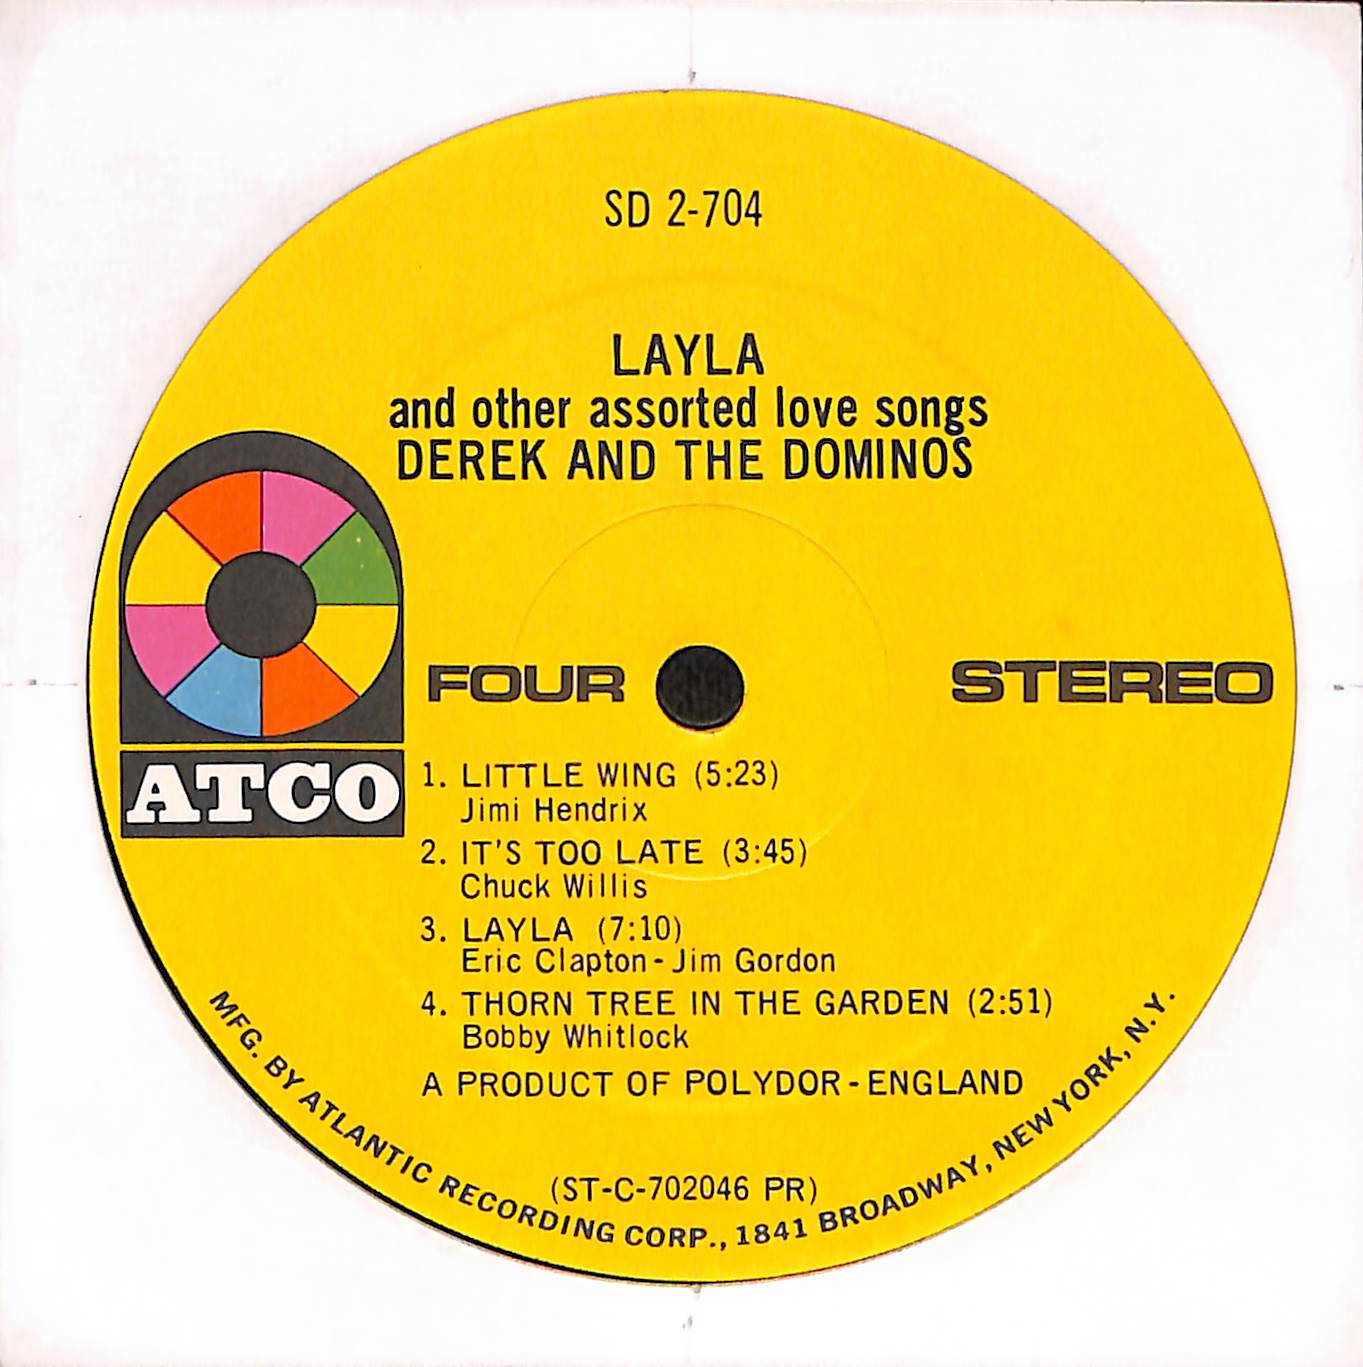 SD 2-704
LAYLA
and other assorted love songs
DEREK AND THE DOMINOS
ATCO
FOUR
STEREO
1. LITTLE WING (5:23)
Jimi Hendrix
2. IT'S TOO LATE (3:45)
Chuck Willis
3. LAYLA (7:10)
Eric Clapton - Jim Gordon
4. THORN TREE IN THE GARDEN (2:51)
Bobby Whitlock
A PRODUCT OF POLYDOR - ENGLAND
(ST-C-702046 PR)
MFG. BY ATLANTIC RECORDING CORP., 1841 BROADWAY, NEW YORK, N.Y.